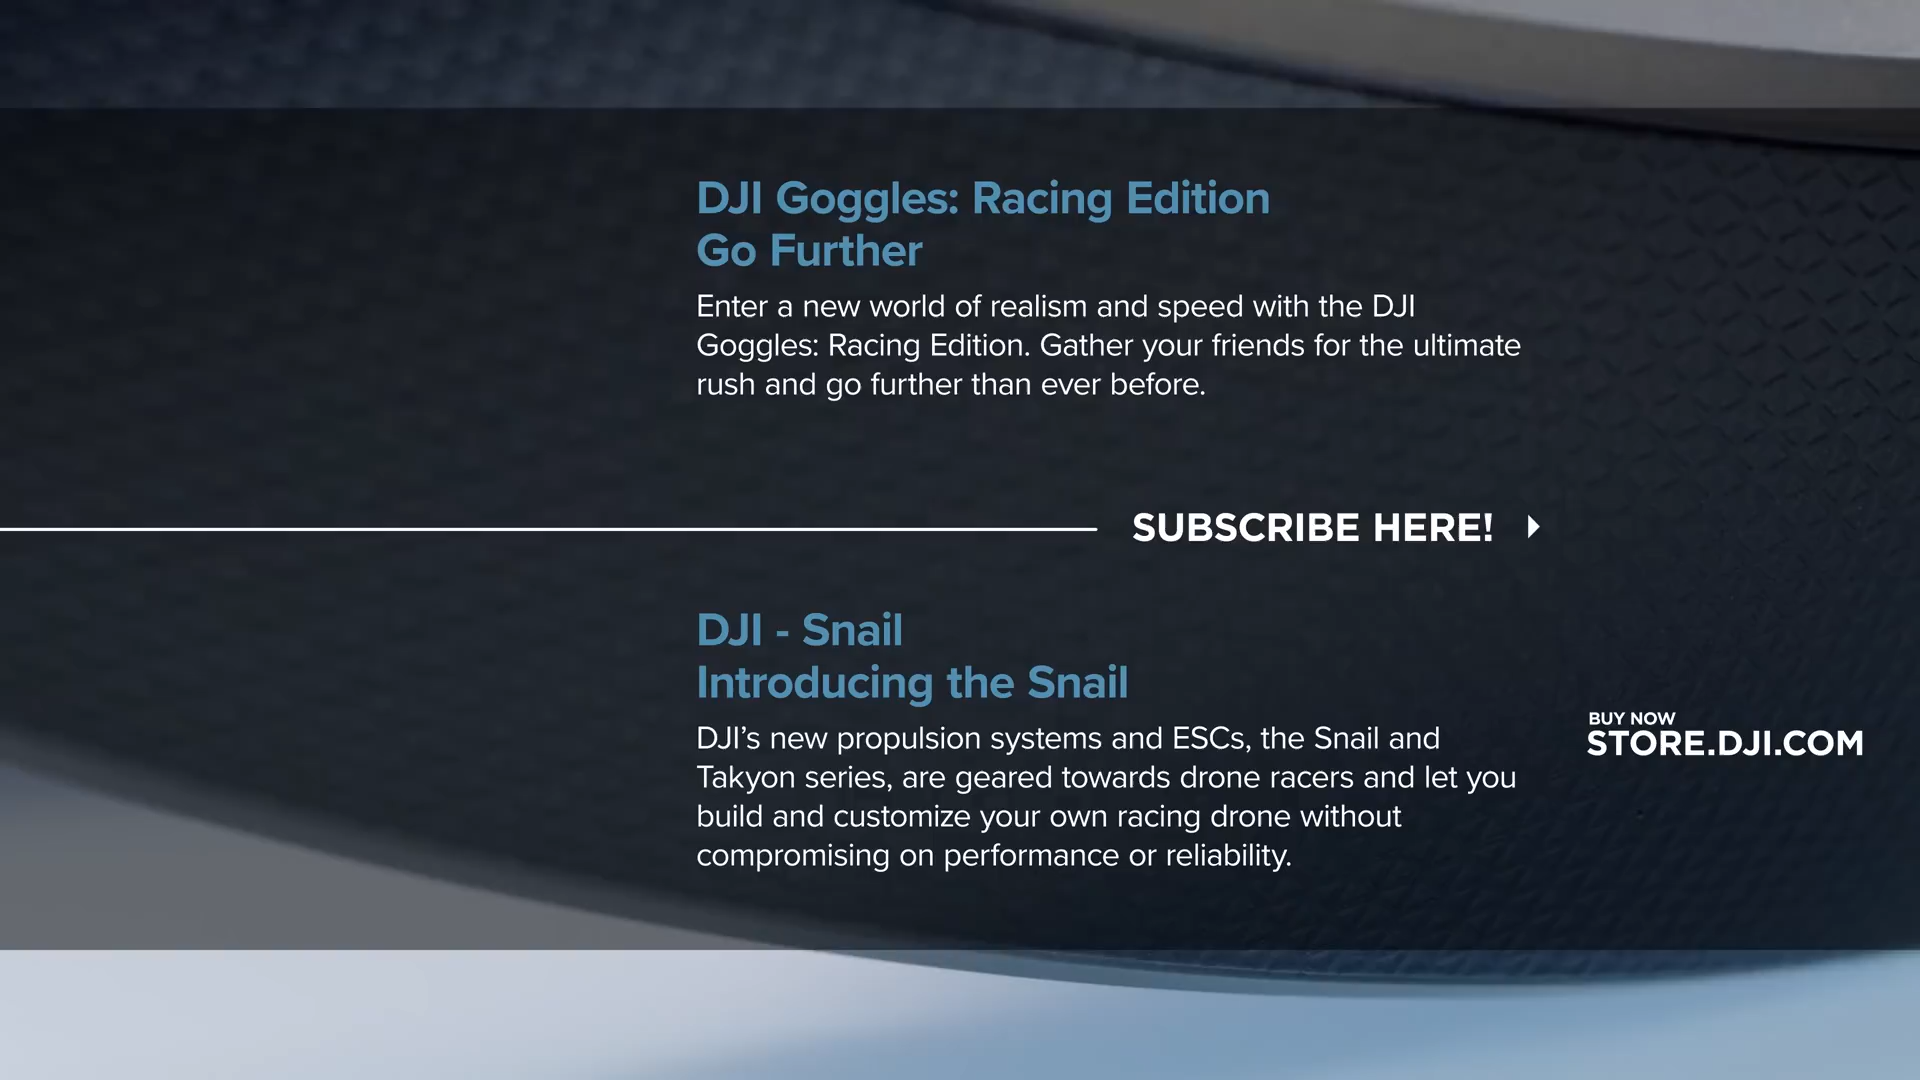 DJI Goggles: Racing Edition
Go Further
Enter a new world of realism and speed with the DJI
Goggles: Racing Edition. Gather your friends for the ultimate
rush and go further than ever before.
SUBSCRIBE HERE!
DJI - Snail
Introducing the Snail
DJI’s new propulsion systems and ESCs, the Snail and
Takyon series, are geared towards drone racers and let you
build and customize your own racing drone without
compromising on performance or reliability.
BUY NOW
STORE.DJI.COM